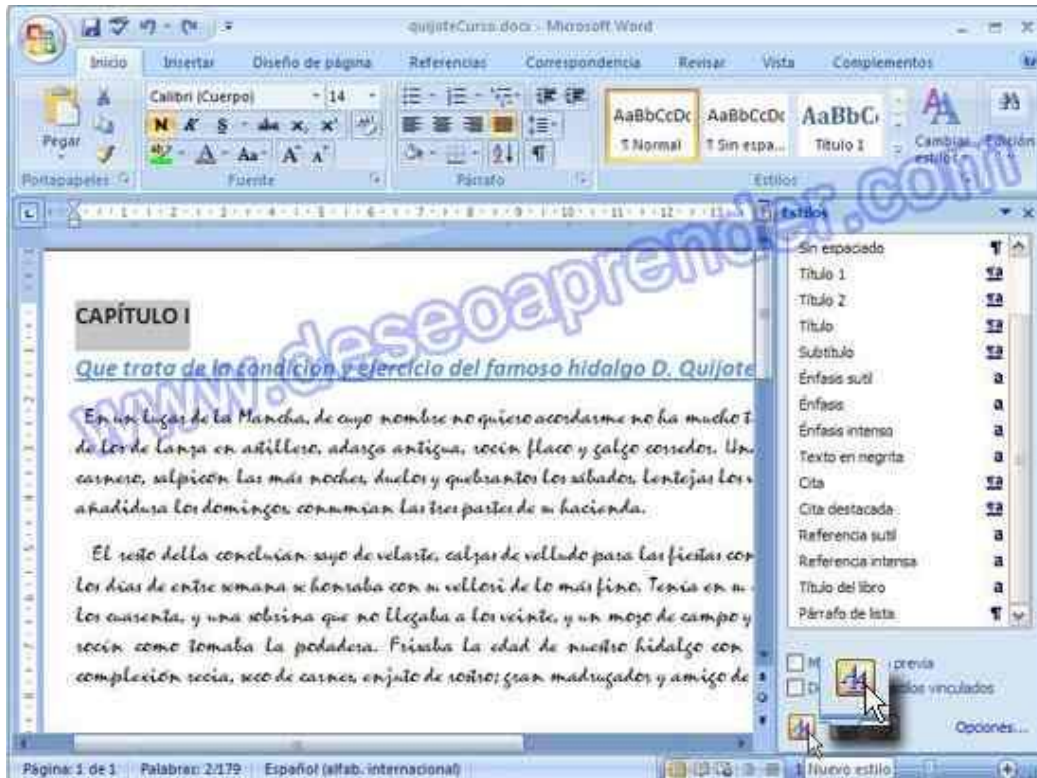 quijoteCurso.docx - Microsoft Word
Inicio Insertar Diseño de página Referencias Correspondencia Revisar Vista Complementos
Calibri (Cuerpo) 14
N K S abc x, x'
Aa A A
Pegar
AaBbCcDc AaBbCcDc AaBbC
¶ Normal ¶ Sin espa... Título 1
Cambiar estilos Edición
Portapapeles Fuente Párrafo Estilos
www.deseoaprender.com
Estilos
CAPÍTULO I
Que trata de la condición y ejercicio del famoso hidalgo D. Quijote
En un lugar de la Mancha, de cuyo nombre no quiero acordarme no ha mucho t
de los de lanza en astillero, adarga antigua, rocín flaco y galgo corredor. Una
carnero, salpicón las más noches, duelos y quebrantos los sábados, lentejas los v
añadidura los domingos, consumían las tres partes de su hacienda.
El resto della concluían sayo de velarte, calzas de velludo para las fiestas con
los días de entre semana se honraba con su vellorí de lo más fino. Tenía en su
los cuarenta, y una sobrina que no llegaba a los veinte, y un mozo de campo y
rocín como tomaba la podadera. Frisaba la edad de nuestro hidalgo con
complexión recia, seco de carnes, enjuto de rostro; gran madrugador y amigo de
Sin espaciado
Título 1
Título 2
Título
Subtítulo
Énfasis sutil
Énfasis
Énfasis intenso
Texto en negrita
Cita
Cita destacada
Referencia sutil
Referencia intensa
Título del libro
Párrafo de lista
previa
vinculados
Opciones...
Nuevo estilo
Página: 1 de 1 Palabras: 2/179 Español (alfab. internacional)